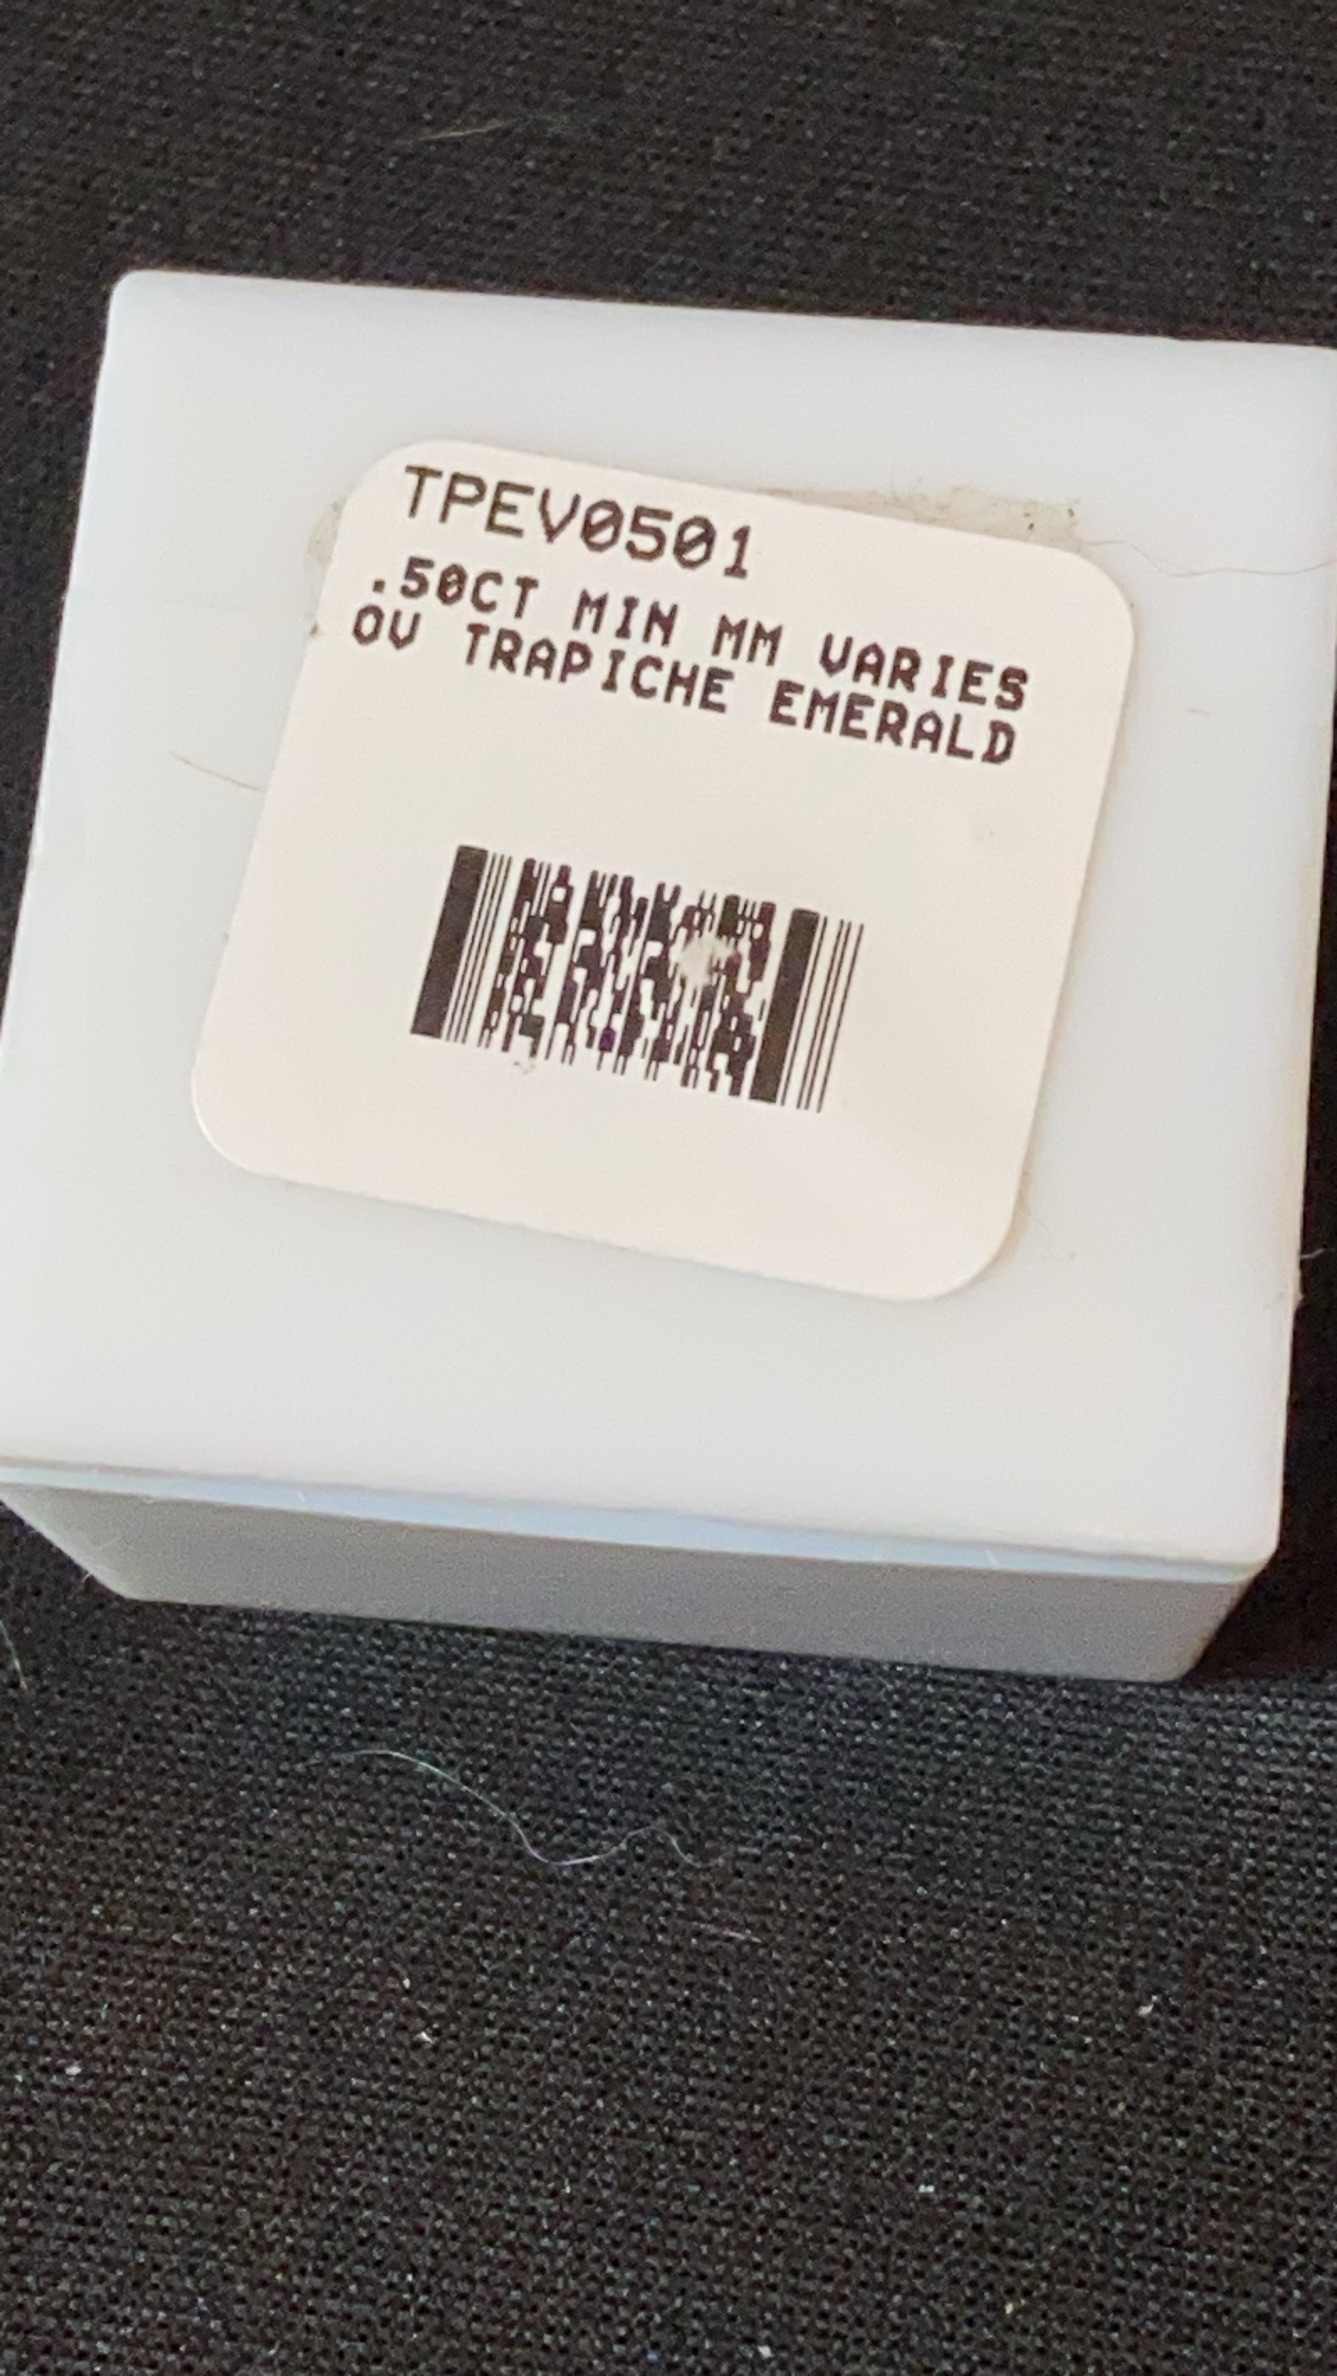 TPEV0501
.50CT MIN MM VARIES
OV TRAPICHE EMERALD